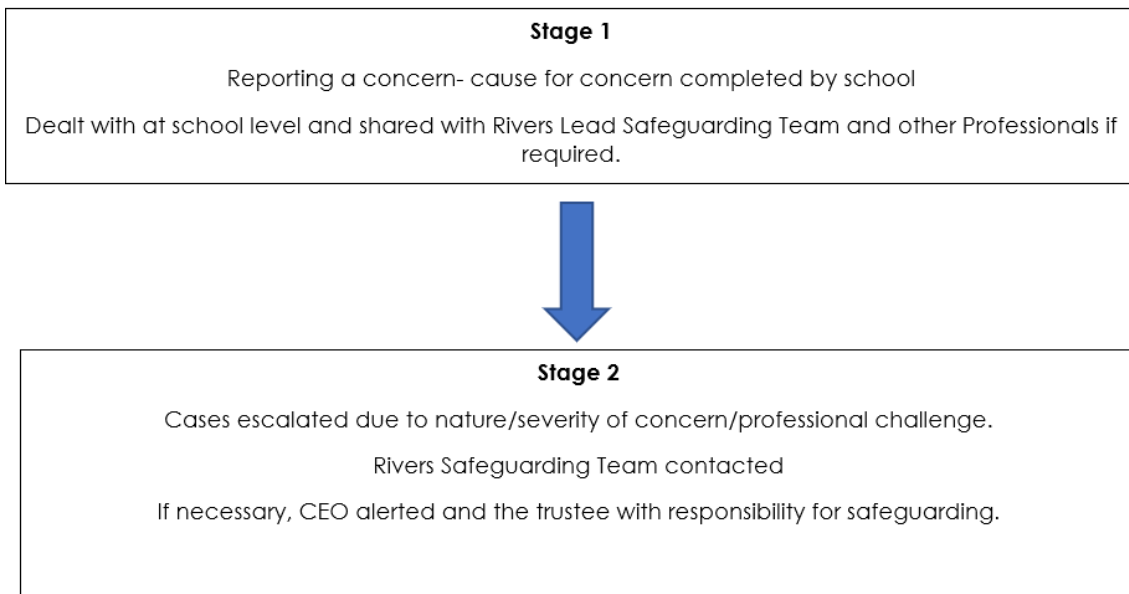 Stage 1
Reporting a concern- cause for concern completed by school
Dealt with at school level and shared with Rivers Lead Safeguarding Team and other Professionals if
required.
Stage 2
Cases escalated due to nature/severity of concern/professional challenge.
Rivers Safeguarding Team contacted
If necessary, CEO alerted and the trustee with responsibility for safeguarding.